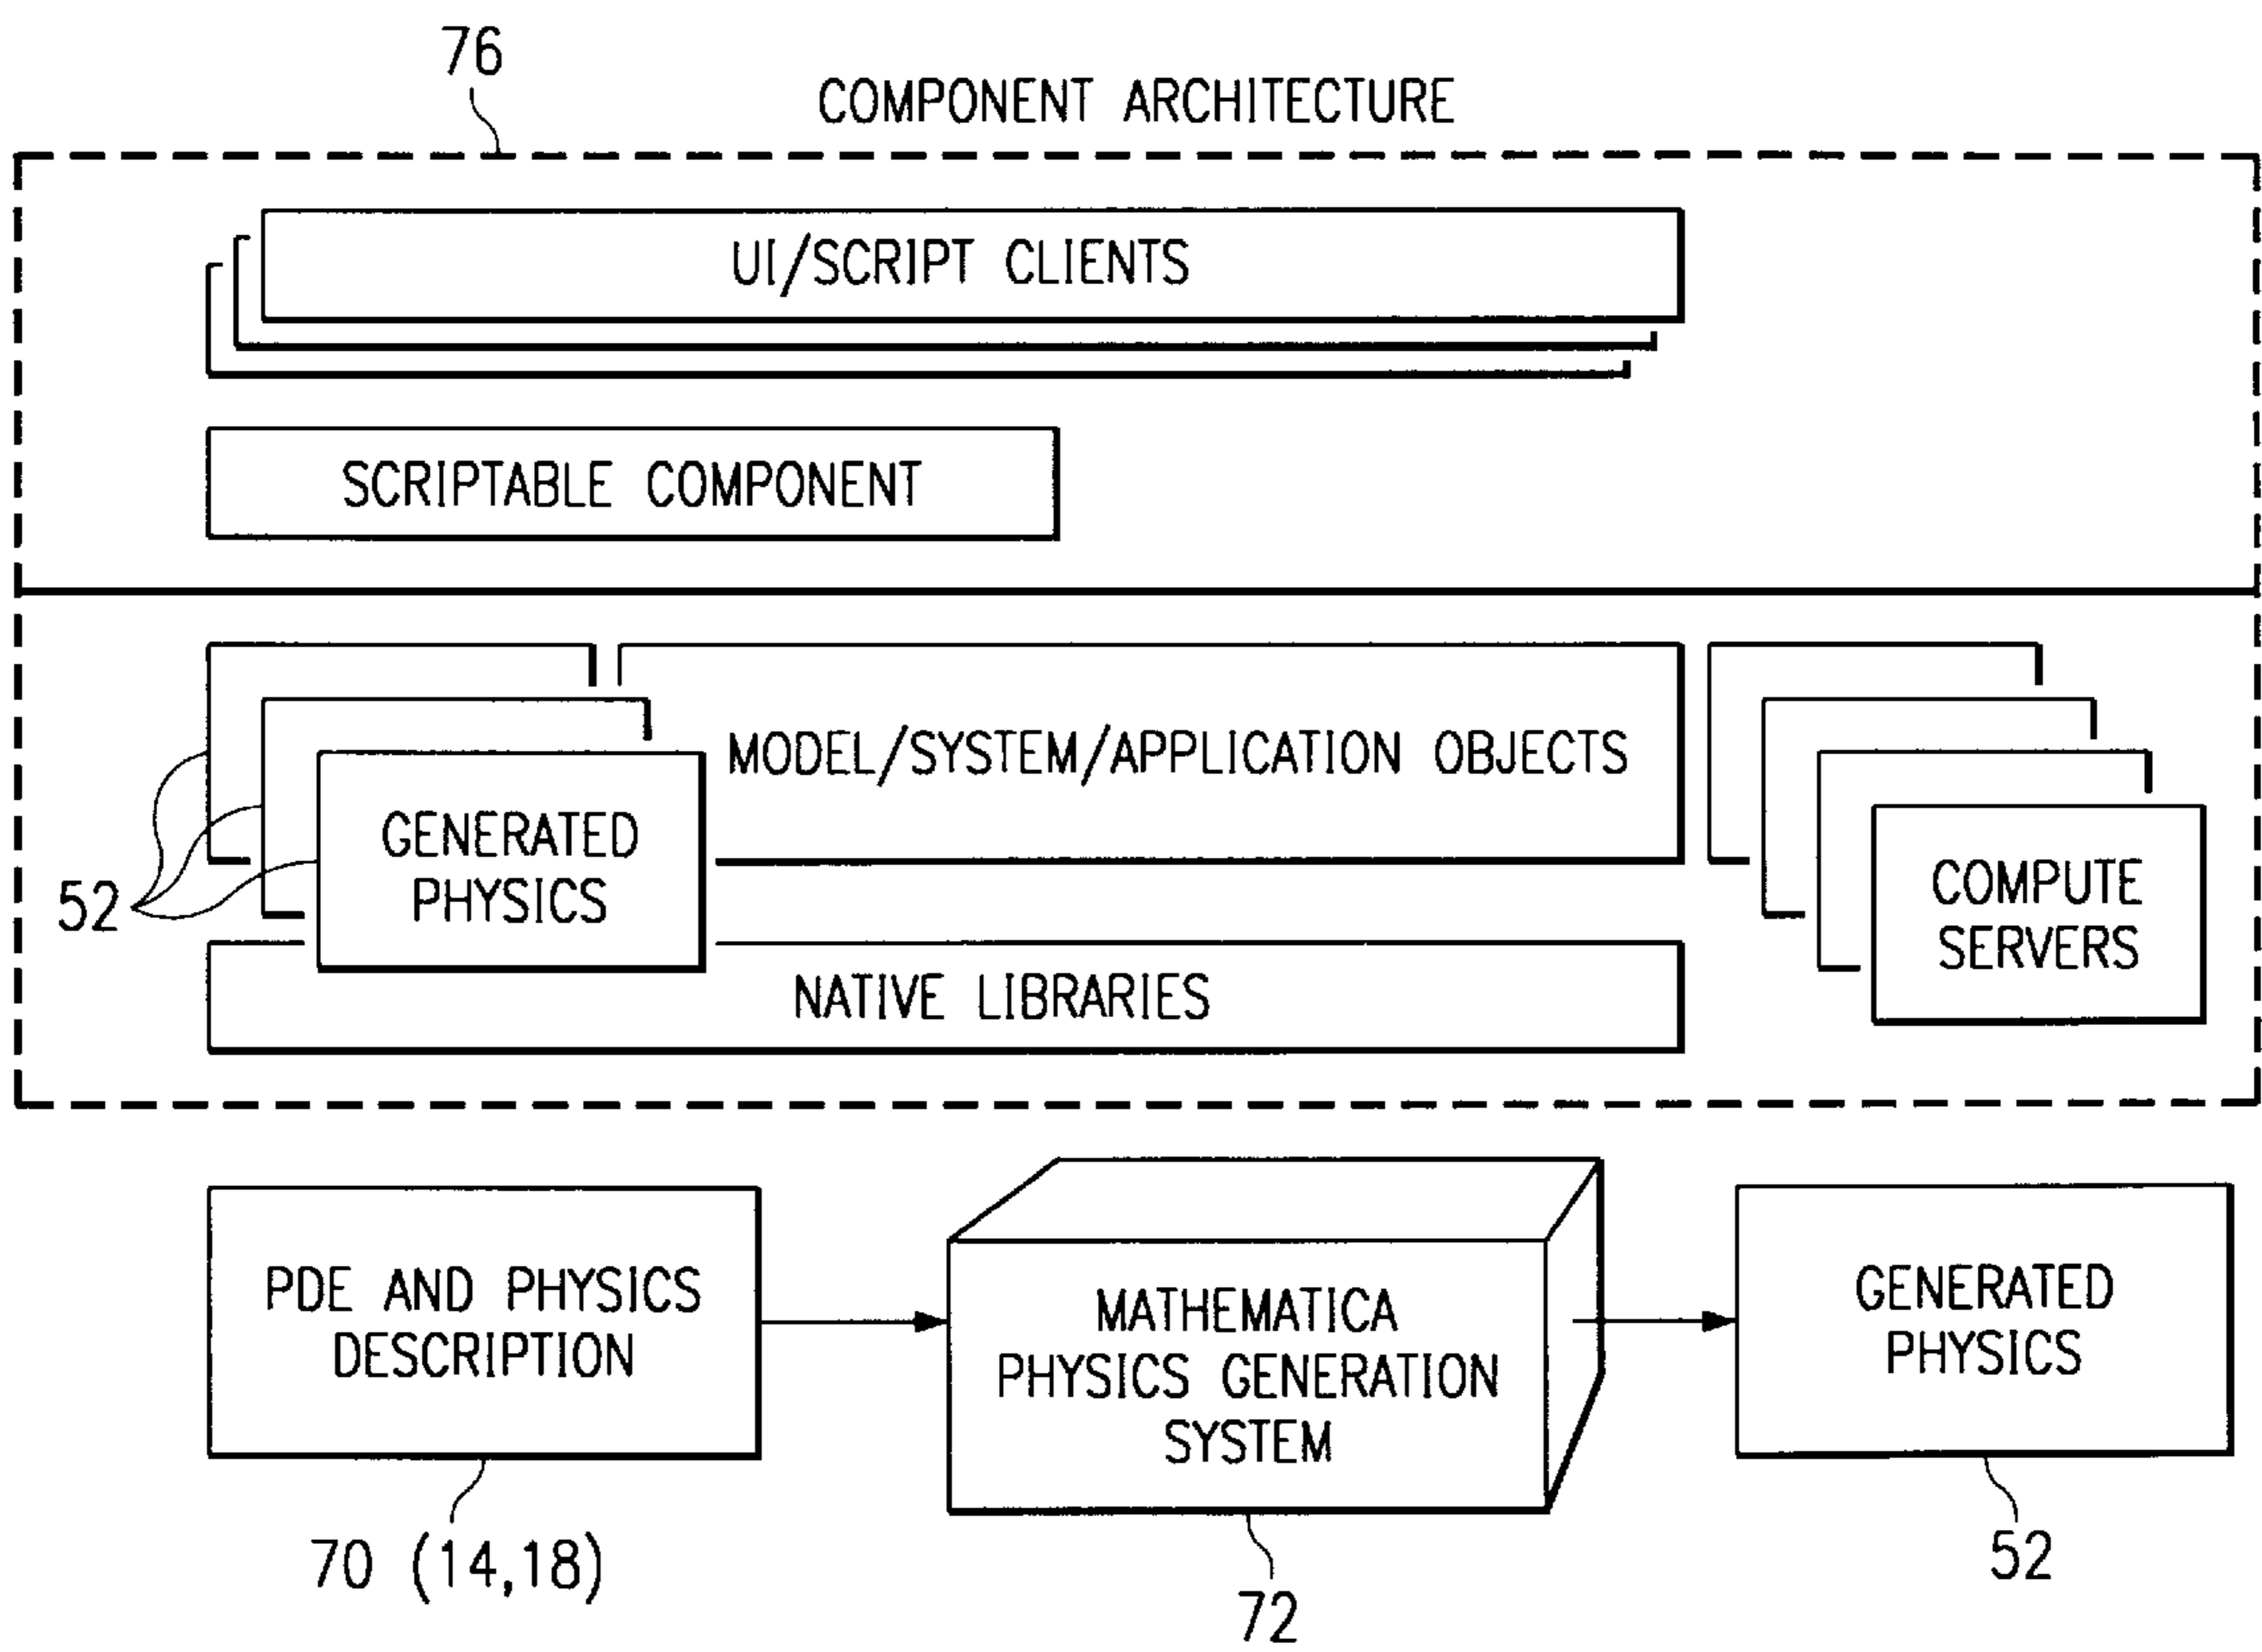 76
COMPONENT ARCHITECTURE
UI/SCRIPT CLIENTS
SCRIPTABLE COMPONENT
MODEL/SYSTEM/APPLICATION OBJECTS
GENERATED
PHYSICS
52
COMPUTE
SERVERS
NATIVE LIBRARIES
PDE AND PHYSICS
DESCRIPTION
70 (14,18)
MATHEMATICA
PHYSICS GENERATION
SYSTEM
72
GENERATED
PHYSICS
52